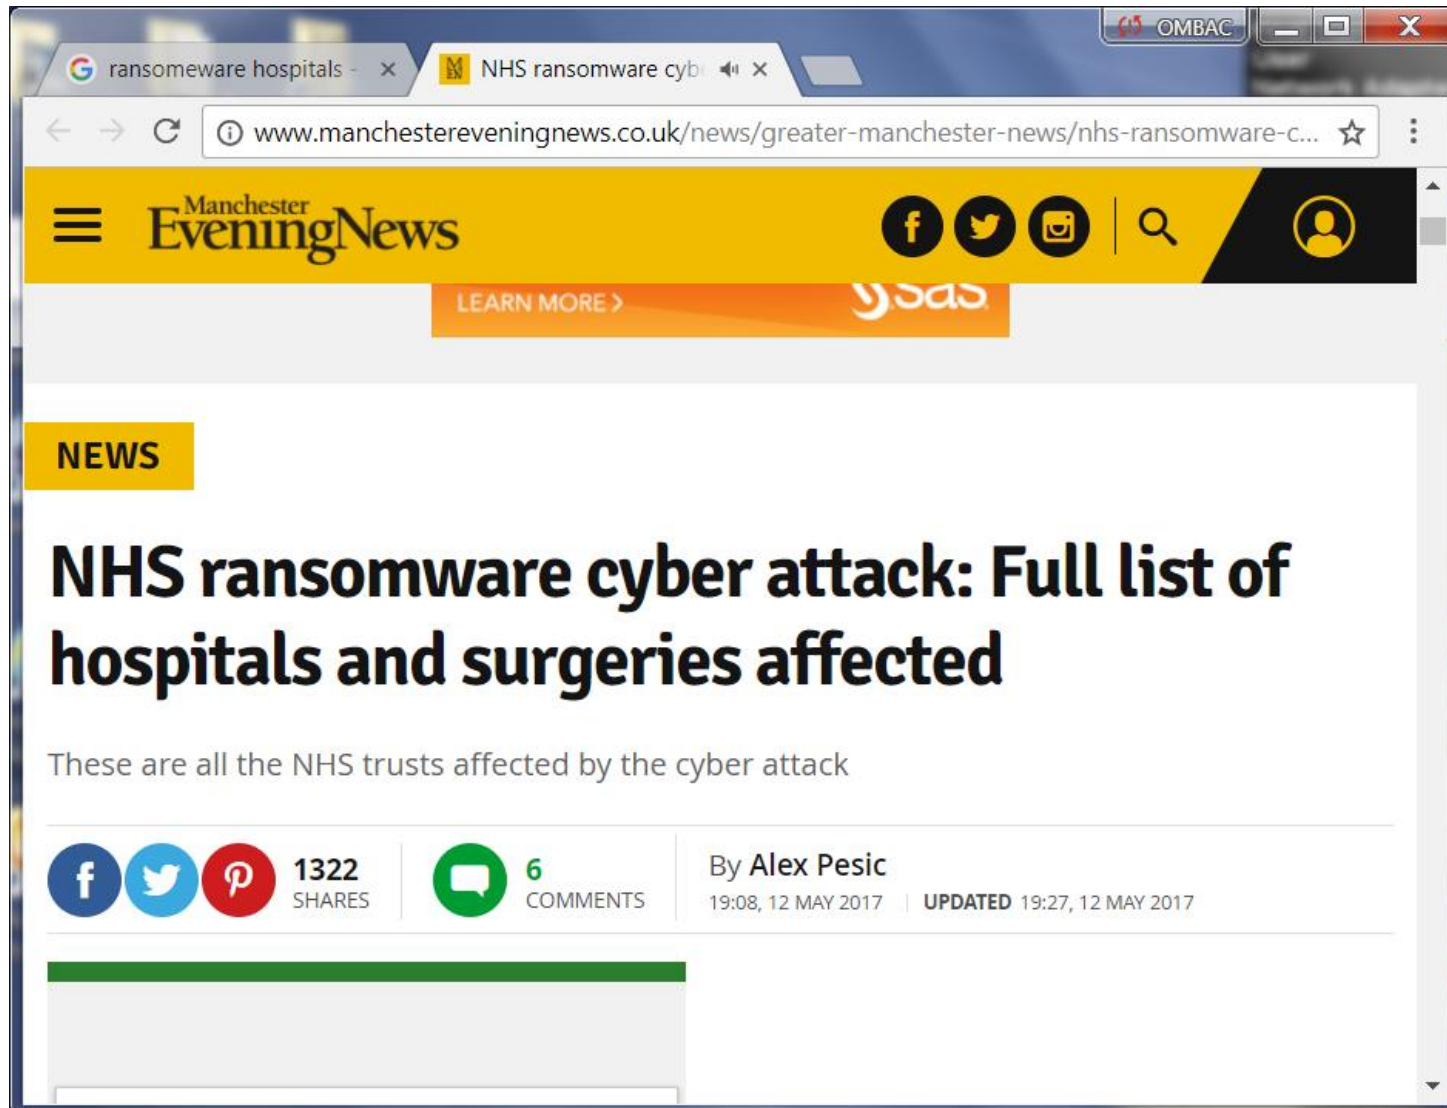 OMBAC
ransomeware hospitals -
NHS ransomware cyb
www.manchestereveningnews.co.uk/news/greater-manchester-news/nhs-ransomware-c...
Manchester
EveningNews
LEARN MORE >
sas
NEWS
NHS ransomware cyber attack: Full list of
hospitals and surgeries affected
These are all the NHS trusts affected by the cyber attack
1322
SHARES
6
COMMENTS
By Alex Pesic
19:08, 12 MAY 2017 | UPDATED 19:27, 12 MAY 2017